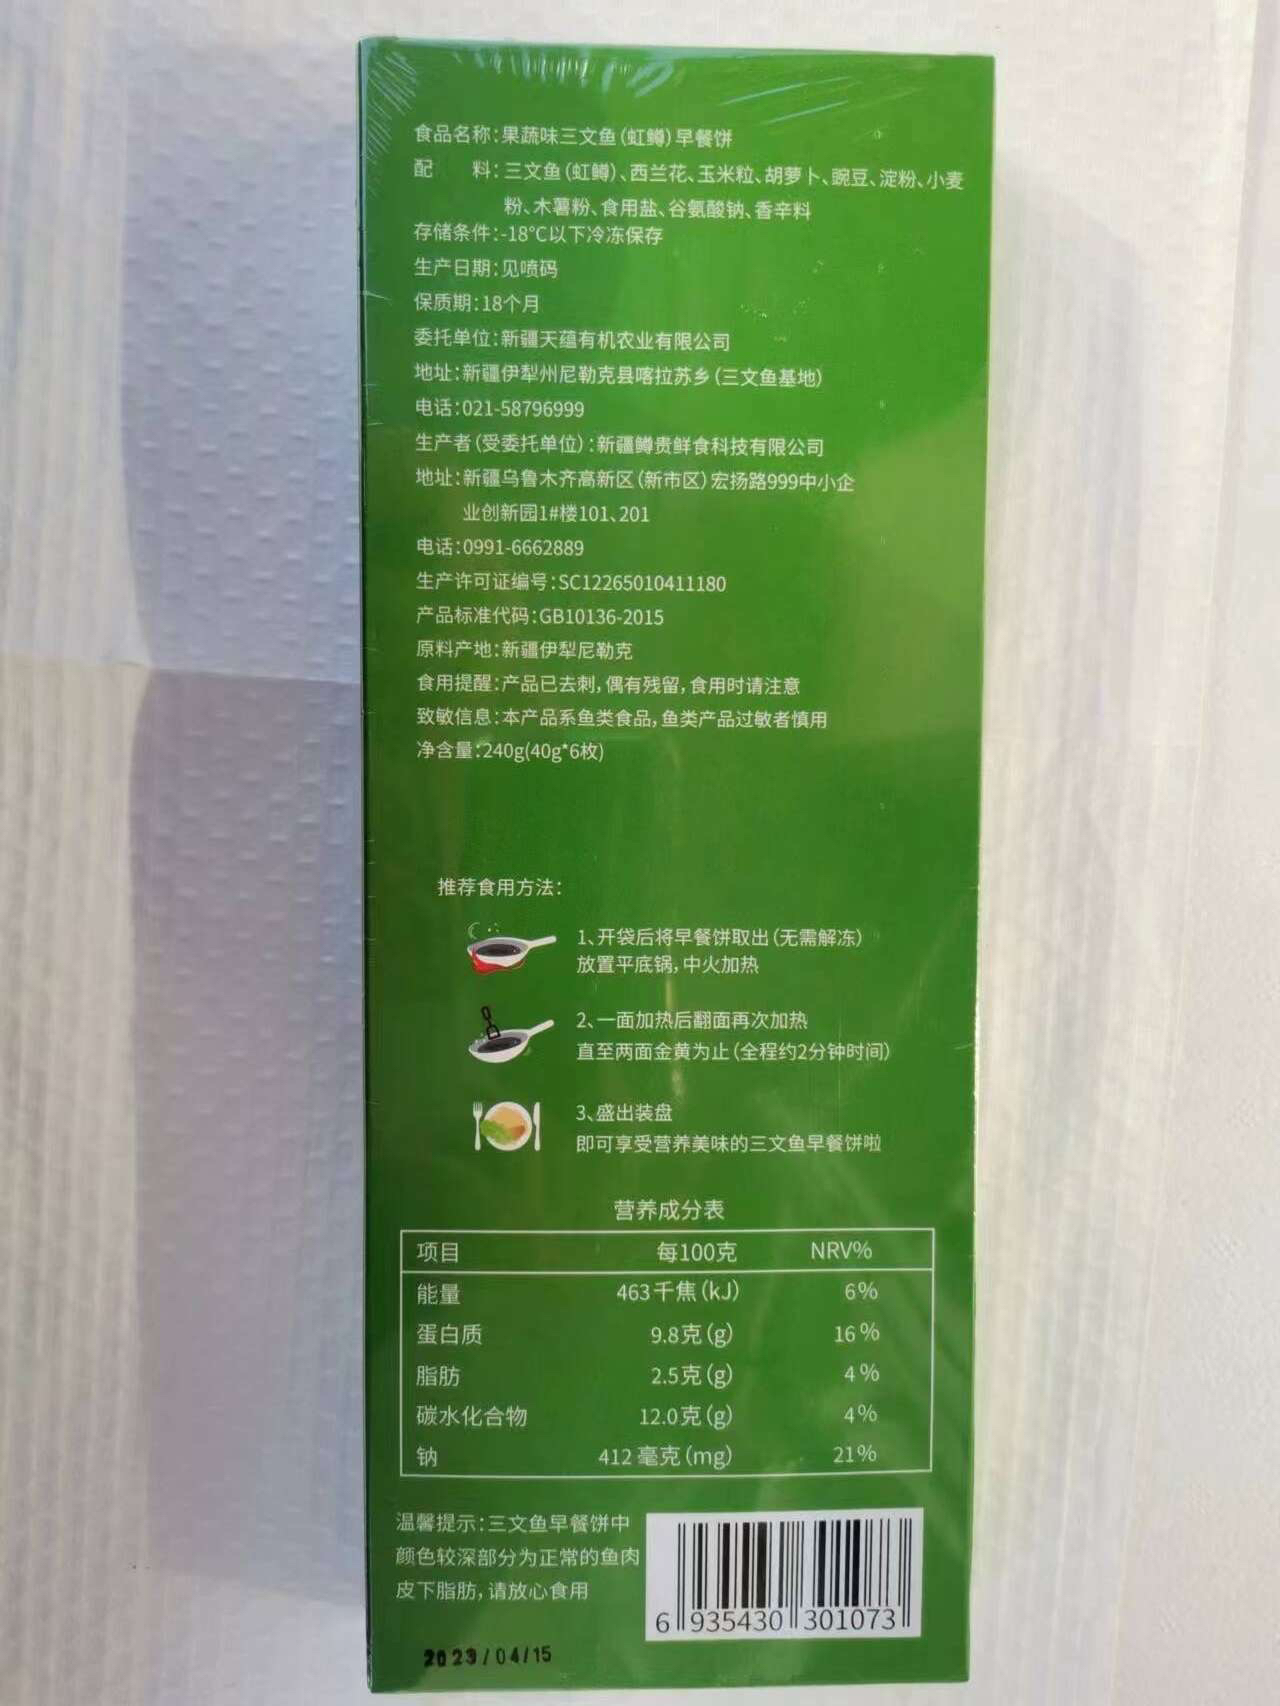 食品名称:果蔬味三文鱼(虹鳟)早餐饼
配 料:三文鱼(虹鳟)、西兰花、玉米粒、胡萝卜、豌豆、淀粉、小麦
粉、木薯粉、食用盐、谷氨酸钠、香辛料
存储条件:-18°C以下冷冻保存
生产日期:见喷码
保质期:18个月
委托单位:新疆天蕴有机农业有限公司
地址:新疆伊犁州尼勒克县喀拉苏乡(三文鱼基地)
电话:021-58796999
生产者(受委托单位):新疆鳟贵鲜食科技有限公司
地址:新疆乌鲁木齐高新区(新市区)宏扬路999中小企
业创新园1#楼101、201
电话:0991-6662889
生产许可证编号:SC12265010411180
产品标准代码:GB10136-2015
原料产地:新疆伊犁尼勒克
食用提醒:产品已去刺,偶有残留,食用时请注意
致敏信息:本产品系鱼类食品,鱼类产品过敏者慎用
净含量:240g(40g*6枚)
推荐食用方法:
1、开袋后将早餐饼取出(无需解冻)
放置平底锅,中火加热
2、一面加热后翻面再次加热
直至两面金黄为止(全程约2分钟时间)
3、盛出装盘
即可享受营养美味的三文鱼早餐饼啦
营养成分表
项目 每100克 NRV%
能量 463千焦(kJ) 6%
蛋白质 9.8克(g) 16%
脂肪 2.5克(g) 4%
碳水化合物 12.0克(g) 4%
钠 412毫克(mg) 21%
温馨提示:三文鱼早餐饼中
颜色较深部分为正常的鱼肉
皮下脂肪,请放心食用
6 935430 301073
2023/04/15